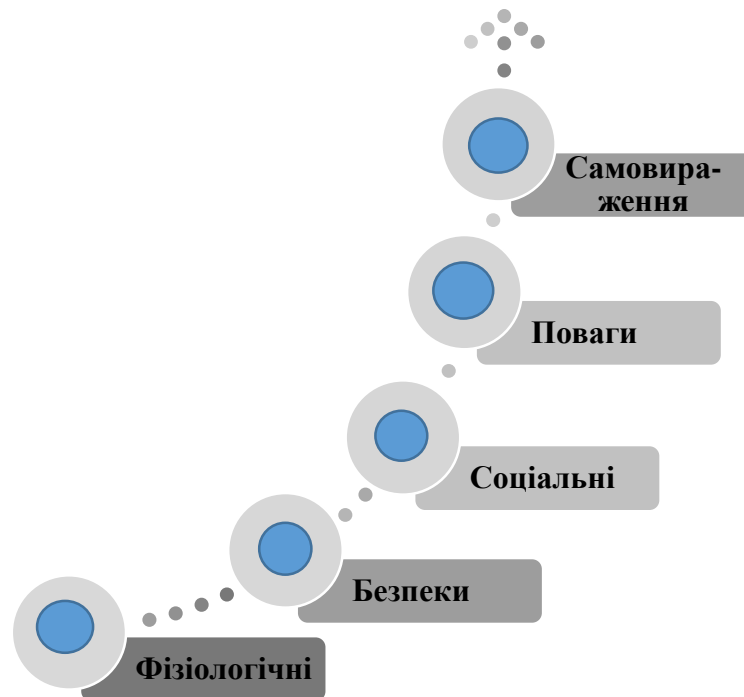 Самовира-
ження
Поваги
Соціальні
Безпеки
Фізіологічні